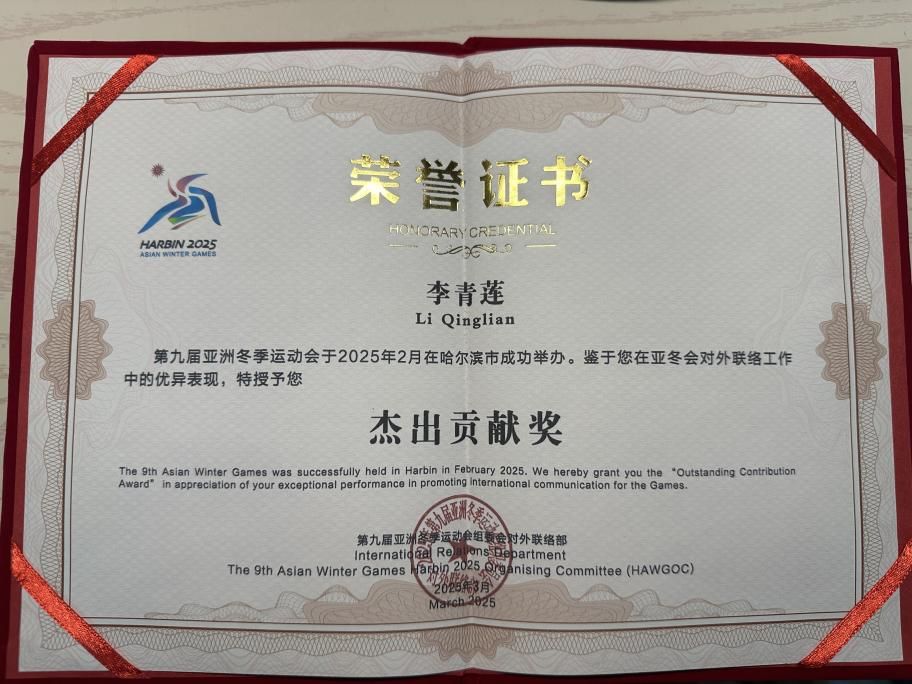 荣誉证书
HONORARY CREDENTIAL
HARBIN 2025
ASIAN WINTER GAMES
李青莲
Li Qinglian
第九届亚洲冬季运动会于2025年2月在哈尔滨市成功举办。鉴于您在亚冬会对外联络工作
中的优异表现，特授予您
杰出贡献奖
The 9th Asian Winter Games was successfully held in Harbin in February 2025. We hereby grant you the “Outstanding Contribution
Award” in appreciation of your exceptional performance in promoting international communication for the Games.
第九届亚洲冬季运动会组委会对外联络部
International Relations Department
The 9th Asian Winter Games Harbin 2025 Organising Committee (HAWGOC)
2025年3月
March 2025